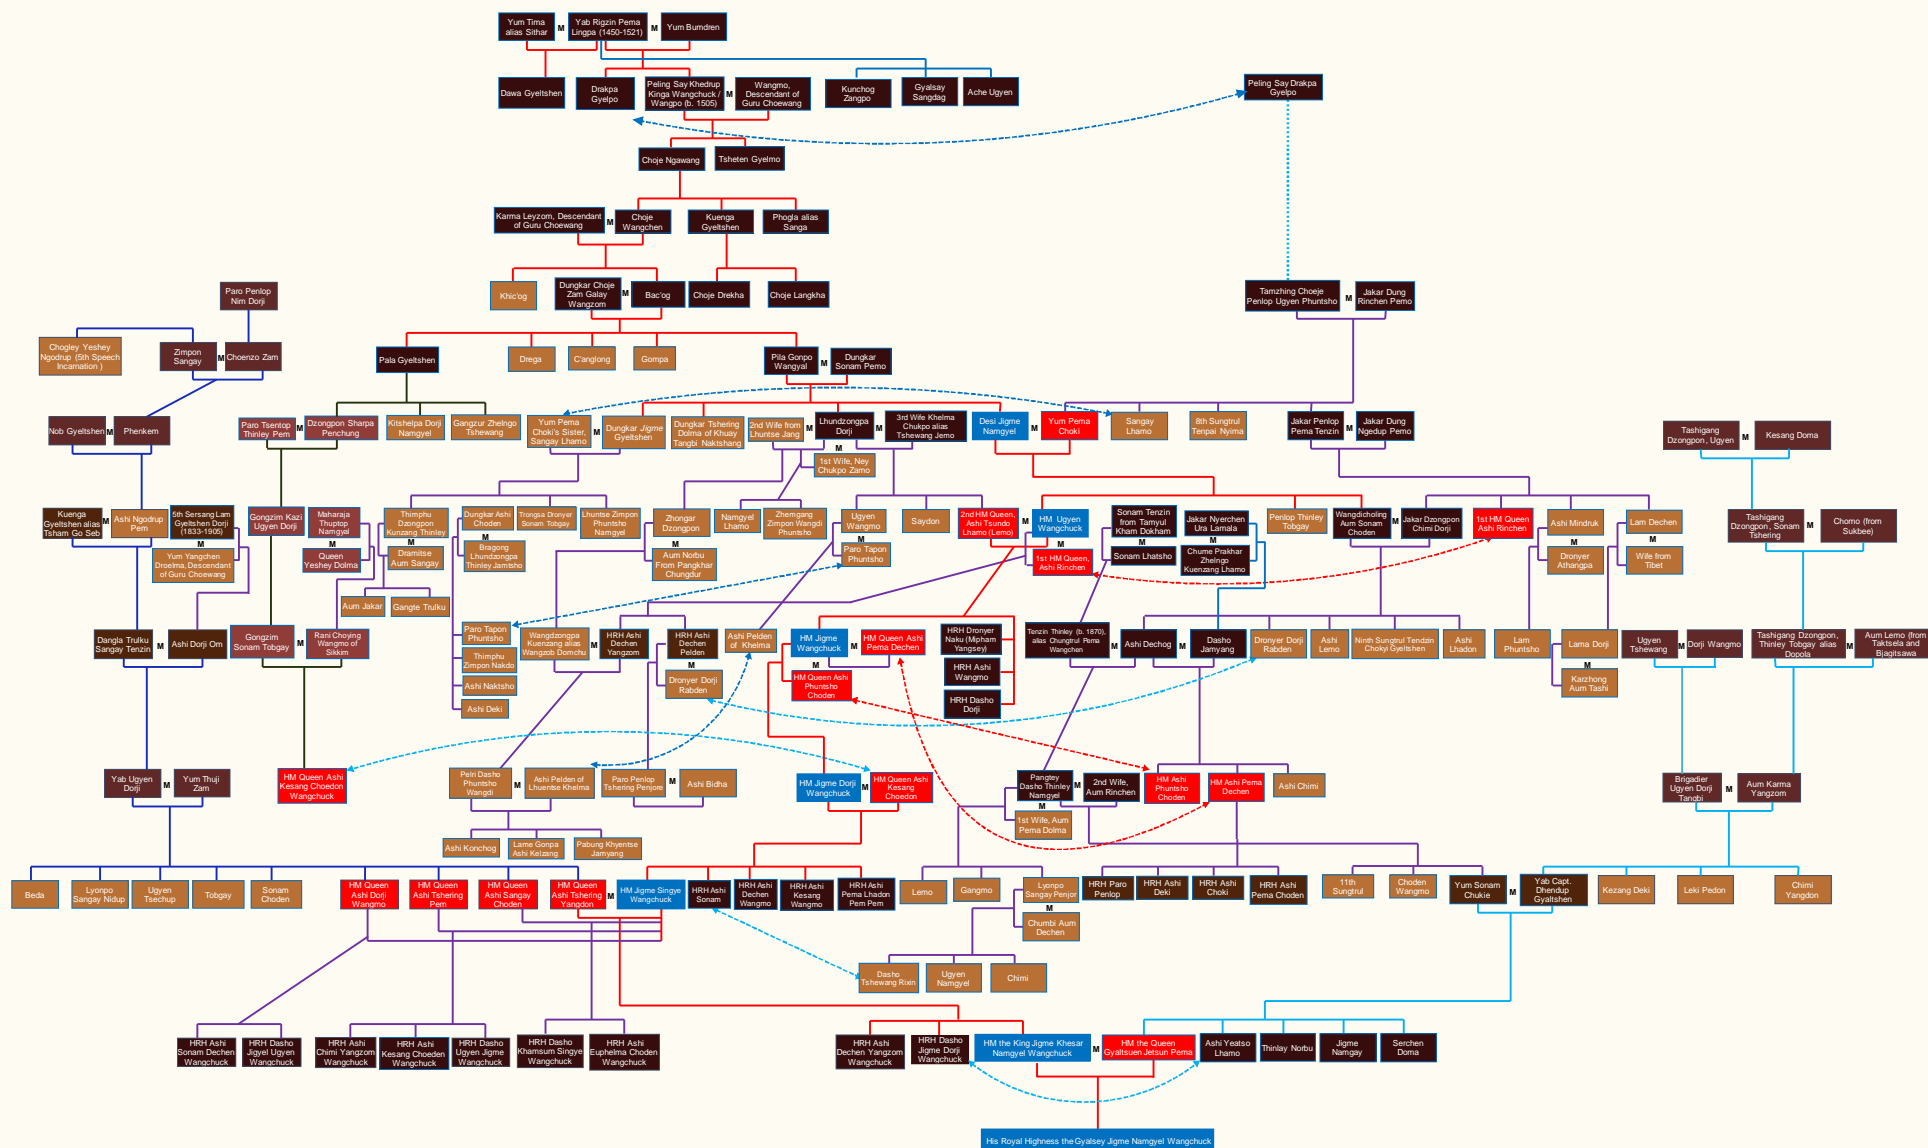 Yum Tima
alias Sithar
M
Yab Rigzin Pema
Lingpa (1450-1521)
M
Yum Bumdren
Dawa Gyeltshen
Drakpa
Gyelpo
Peling Say Khedrup
Kinga Wangchuck /
Wangpo (b. 1505)
M
Wangmo,
Descendant of
Guru Choewang
Kunchog
Zangpo
Gyalsay
Sangdag
Ache Ugyen
Peling Say Drakpa
Gyelpo
Choje Ngawang
Tsheten Gyelmo
Karma Leyzom, Descendant
of Guru Choewang
M
Choje
Wangchen
Kuenga
Gyeltshen
Phogla alias
Sanga
Khic'og
Dungkar Choje
Zam Galay
Wangzom
M
Bac'og
Choje Drekha
Choje Langkha
Tamzhing Choeje
Penlop Ugyen Phuntsho
M
Jakar Dung
Rinchen Pemo
Paro Penlop
Nim Dorji
Chogley Yeshey
Ngodrup (5th Speech
Incarnation )
Zimpon
Sangay
M
Choenzo Zam
Pala Gyeltshen
Drega
C'anglong
Gompa
Pila Gonpo
Wangyal
M
Dungkar
Sonam Pemo
Nob Gyeltshen
M
Phenkem
Paro Tsentop
Thinley Pem
M
Dzongpon Sharpa
Penchung
Kitshelpa Dorji
Namgyel
Gangzur Zhelngo
Tshewang
Yum Pema
Choki's Sister,
Sangay Lhamo
M
Dungkar Jigme
Gyeltshen
Dungkar Tshering
Dolma of Khuay
Tangbi Naktshang
2nd Wife from
Lhuntse Jang
M
Lhundzongpa
Dorji
M
3rd Wife Khelma
Chukpo alias
Tshewang Jemo
M
1st Wife, Ney
Chukpo Zamo
Desi Jigme
Namgyel
M
Yum Pema
Choki
Sangay
Lhamo
8th Sungtrul
Tenpai Nyima
Jakar Penlop
Pema Tenzin
M
Jakar Dung
Ngedup Pemo
Tashigang
Dzongpon, Ugyen
M
Kesang Doma
Kuenga
Gyeltshen alias
Tsham Go Seb
M
Ashi Ngodrup
Pem
5th Sersang Lam
Gyeltshen Dorji
(1833-1905)
M
Yum Yangchen
Droelma, Descendant
of Guru Choewang
Gongzim Kazi
Ugyen Dorji
Maharaja
Thuptop
Namgyal
M
Queen
Yeshey Dolma
Thimphu
Dzongpon
Kunzang Thinley
M
Dramitse
Aum Sangay
Dungkar Ashi
Choden
M
Bragong
Lhundzongpa
Thinley Jamtsho
Trongsa Dronyer
Sonam Tobgay
Lhuntse Zimpon
Phuntsho
Namgyel
Zhongar
Dzongpon
M
Aum Norbu
From Pangkhar
Chungdur
Namgyel
Lhamo
Zhemgang
Zimpon Wangdi
Phuntsho
Ugyen
Wangmo
M
Paro Tapon
Phuntsho
Saydon
2nd HM Queen,
Ashi Tsundo
Lhamo (Lemo)
M
HM Ugyen
Wangchuck
M
1st HM Queen,
Ashi Rinchen
Sonam Tenzin
from Tamyul
Kham Dokham
M
Sonam Lhatsho
Jakar Nyerchen
Ura Lamala
M
Chume Prakhar
Zhelngo
Kuenzang Lhamo
Penlop Thinley
Tobgay
Wangdicholing
Aum Sonam
Choden
M
Jakar Dzongpon
Chimi Dorji
1st HM Queen
Ashi Rinchen
Ashi Mindruk
M
Dronyer
Athangpa
Lam Dechen
M
Wife from
Tibet
Tashigang
Dzongpon, Sonam
Tshering
M
Chomo (from
Sukbee)
Aum Jakar
Gangte Trulku
Dangla Trulku
Sangay Tenzin
M
Ashi Dorji Om
Gongzim
Sonam Tobgay
M
Rani Choying
Wangmo of
Sikkim
Paro Tapon
Phuntsho
Thimphu
Zimpon Nakdo
Ashi Naktsho
Ashi Deki
Wangdzongpa
Kuenzang alias
Wangzob Domchu
M
HRH Ashi
Dechen
Yangzom
HRH Ashi
Dechen
Pelden
M
Dronyer Dorji
Rabden
Ashi Pelden
of Khelma
HM Jigme
Wangchuck
M
HM Queen Ashi
Pema Dechen
M
HM Queen Ashi
Phuntsho
Choden
HRH Dronyer
Naku (Mipham
Yangsey)
HRH Ashi
Wangmo
HRH Dasho
Dorji
Tenzin Thinley (b. 1870),
alias Chungtrul Pema
Wangchen
M
Ashi Dechog
M
Dasho
Jamyang
Dronyer Dorji
Rabden
Ashi
Lemo
Ninth Sungtrul Tendzin
Chokyi Gyeltshen
Ashi
Lhadon
Lam
Phuntsho
Lama Dorji
M
Karzhong
Aum Tashi
Ugyen
Tshewang
M
Dorji Wangmo
Tashigang Dzongpon,
Thinley Tobgay alias
Dopola
M
Aum Lemo (from
Taktsela and
Bjagitsawa
Yab Ugyen
Dorji
M
Yum Thuji
Zam
HM Queen Ashi
Kesang Choedon
Wangchuck
Peln Dasho
Phuntsho
Wangdi
M
Ashi Pelden of
Lhuentse Khelma
Paro Penlop
Tshering Penjore
M
Ashi Bidha
HM Jigme Dorji
Wangchuck
M
HM Queen Ashi
Kesang
Choedon
Pangtey
Dasho Thinley
Namgyel
M
2nd Wife,
Aum Rinchen
M
1st Wife, Aum
Pema Dolma
HM Ashi
Phuntsho
Choden
HM Ashi Pema
Dechen
Ashi Chimi
Brigadier
Ugyen Dorji
Tangbi
M
Aum Karma
Yangzom
Ashi Konchog
Lame Gonpa
Ashi Kelzang
Pabung Khyentse
Jamyang
Beda
Lyonpo
Sangay Nidup
Ugyen
Tsechup
Tobgay
Sonam
Choden
HM Queen
Ashi Dorji
Wangmo
HM Queen
Ashi Tshering
Pem
HM Queen
Ashi Sangay
Choden
HM Queen
Ashi Tshering
Yangdon
M
HM Jigme Singye
Wangchuck
HRH Ashi
Sonam
HRH Ashi
Dechen
Wangmo
HRH Ashi
Kesang
Wangmo
HRH Ashi
Pema Lhadon
Pem Pem
Lemo
Gangmo
Lyonpo
Sangay Penjor
M
Chumbi Aum
Dechen
HRH Paro
Penlop
HRH Ashi
Deki
HRH Ashi
Choki
HRH Ashi
Pema Choden
11th
Sungtrul
Choden
Wangmo
Yum Sonam
Chukie
M
Yab Capt.
Dhendup
Gyaltshen
Kezang Deki
Leki Pedon
Chimi
Yangdon
Dasho
Tshewang Rixin
Ugyen
Namgyel
Chimi
HRH Ashi
Sonam Dechen
Wangchuck
HRH Dasho
Jigyel Ugyen
Wangchuck
HRH Ashi
Chimi Yangzom
Wangchuck
HRH Ashi
Kesang Choeden
Wangchuck
HRH Dasho
Ugyen Jigme
Wangchuck
HRH Dasho
Khamsum Singye
Wangchuck
HRH Ashi
Euphelma Choden
Wangchuck
HRH Ashi
Dechen Yangzom
Wangchuck
HRH Dasho
Jigme Dorji
Wangchuck
HM the King Jigme Khesar
Namgyel Wangchuck
M
HM the Queen
Gyaltsuen Jetsun Pema
Ashi Yeatso
Lhamo
Thinlay Norbu
Jigme
Namgay
Serchen
Doma
His Royal Highness the Gyalsey Jigme Namgyel Wangchuck